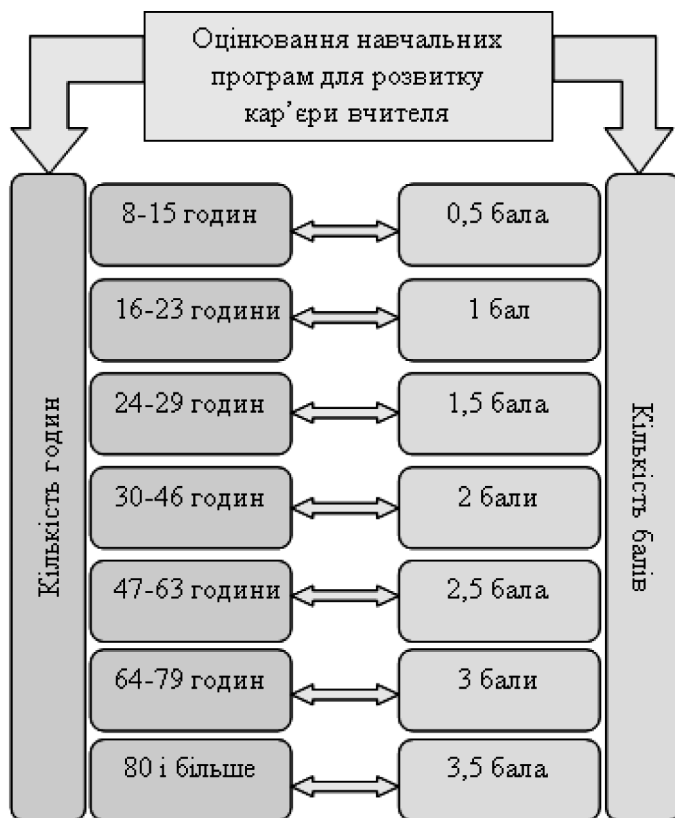 Оцінювання навчальних
програм для розвитку
кар’єри вчителя
Кількість годин
8-15 годин
0,5 бала
16-23 години
1 бал
24-29 годин
1,5 бала
30-46 годин
2 бали
47-63 години
2,5 бала
64-79 годин
3 бали
80 і більше
3,5 бала
Кількість балів